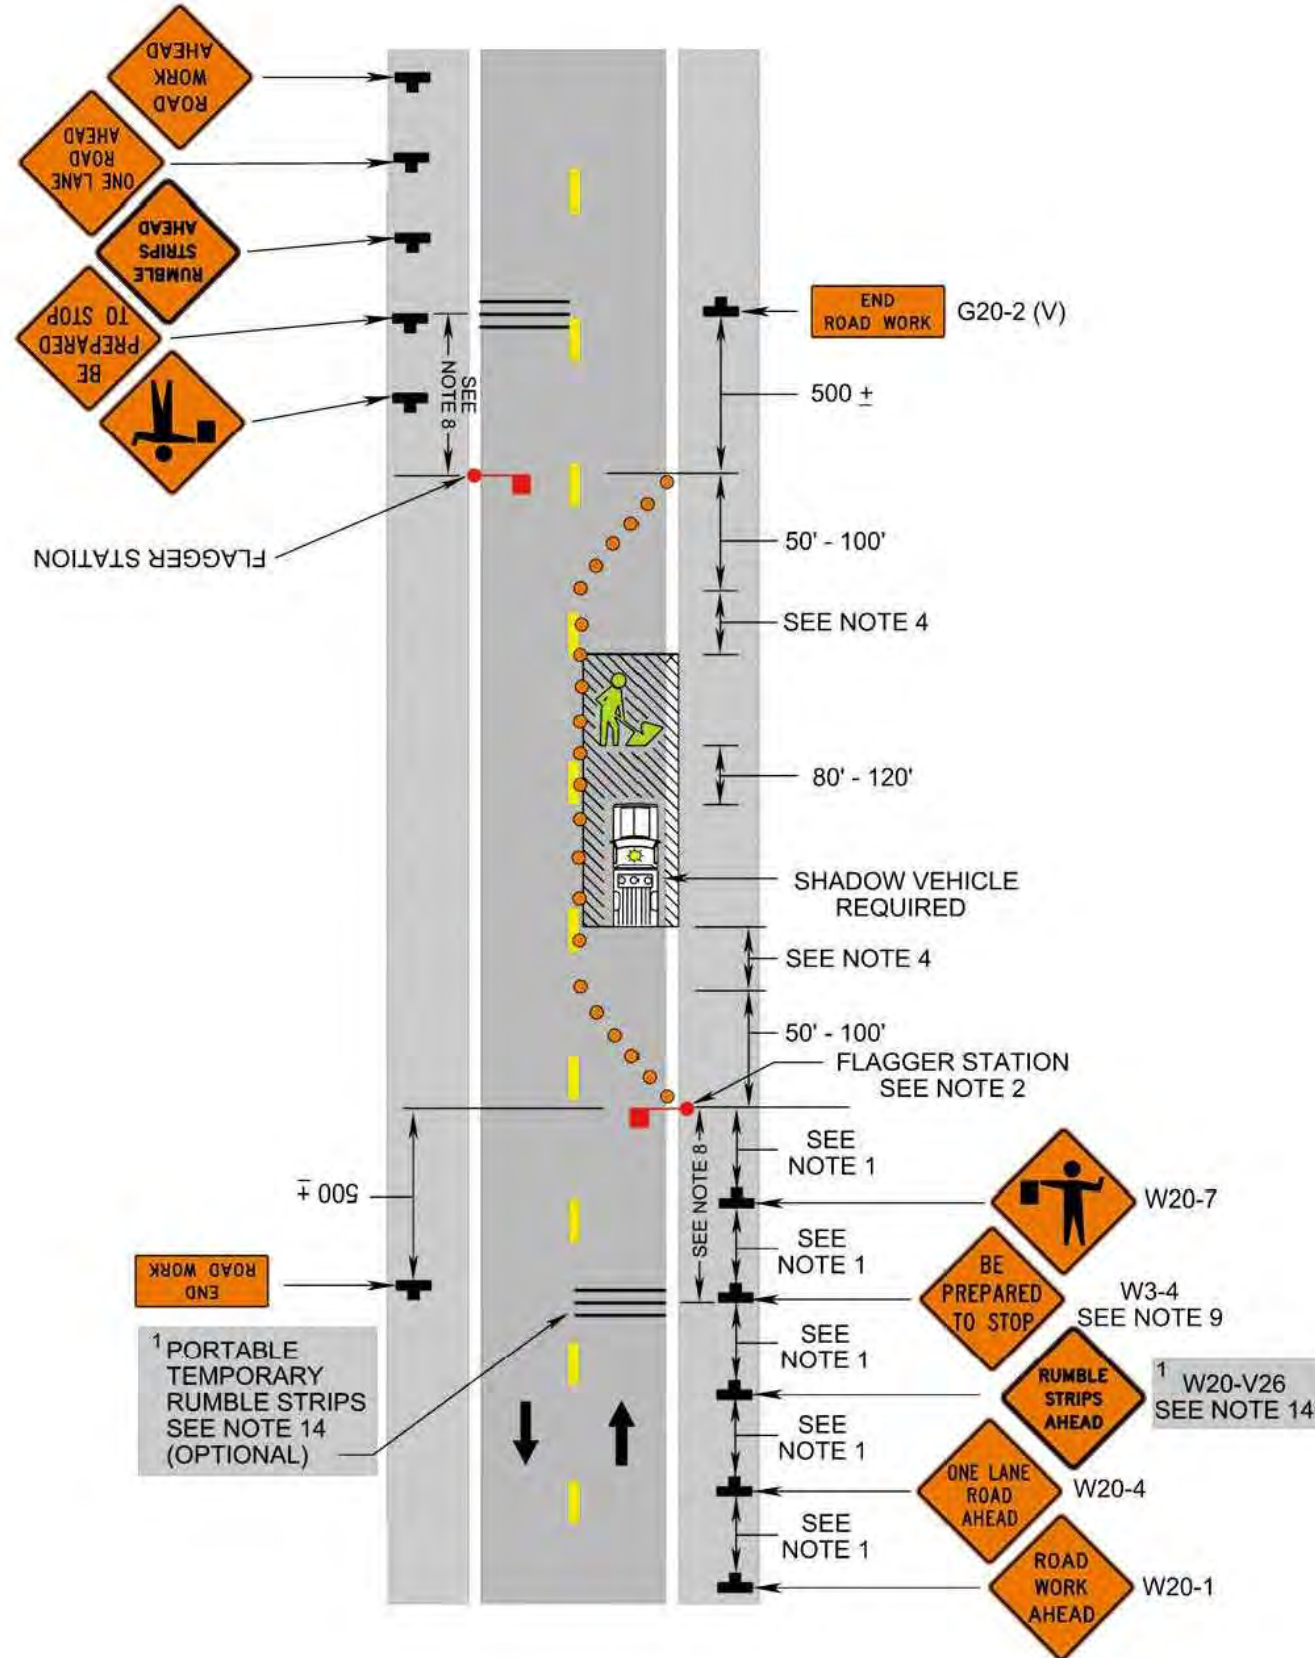 ROAD
WORK
AHEAD
ONE LANE
ROAD
AHEAD
RUMBLE
STRIPS
AHEAD
BE
PREPARED
TO STOP
SEE
NOTE 8
FLAGGER STATION
END
ROAD WORK
G20-2 (V)
500 ±
50' - 100'
SEE NOTE 4
80' - 120'
SHADOW VEHICLE
REQUIRED
SEE NOTE 4
50' - 100'
FLAGGER STATION
SEE NOTE 2
SEE NOTE 8
SEE
NOTE 1
W20-7
SEE
NOTE 1
BE
PREPARED
TO STOP
W3-4
SEE NOTE 9
SEE
NOTE 1
RUMBLE
STRIPS
AHEAD
1 W20-V26
SEE NOTE 14
SEE
NOTE 1
ONE LANE
ROAD
AHEAD
W20-4
SEE
NOTE 1
ROAD
WORK
AHEAD
W20-1
500 ±
END
ROAD WORK
1 PORTABLE
TEMPORARY
RUMBLE STRIPS
SEE NOTE 14
(OPTIONAL)